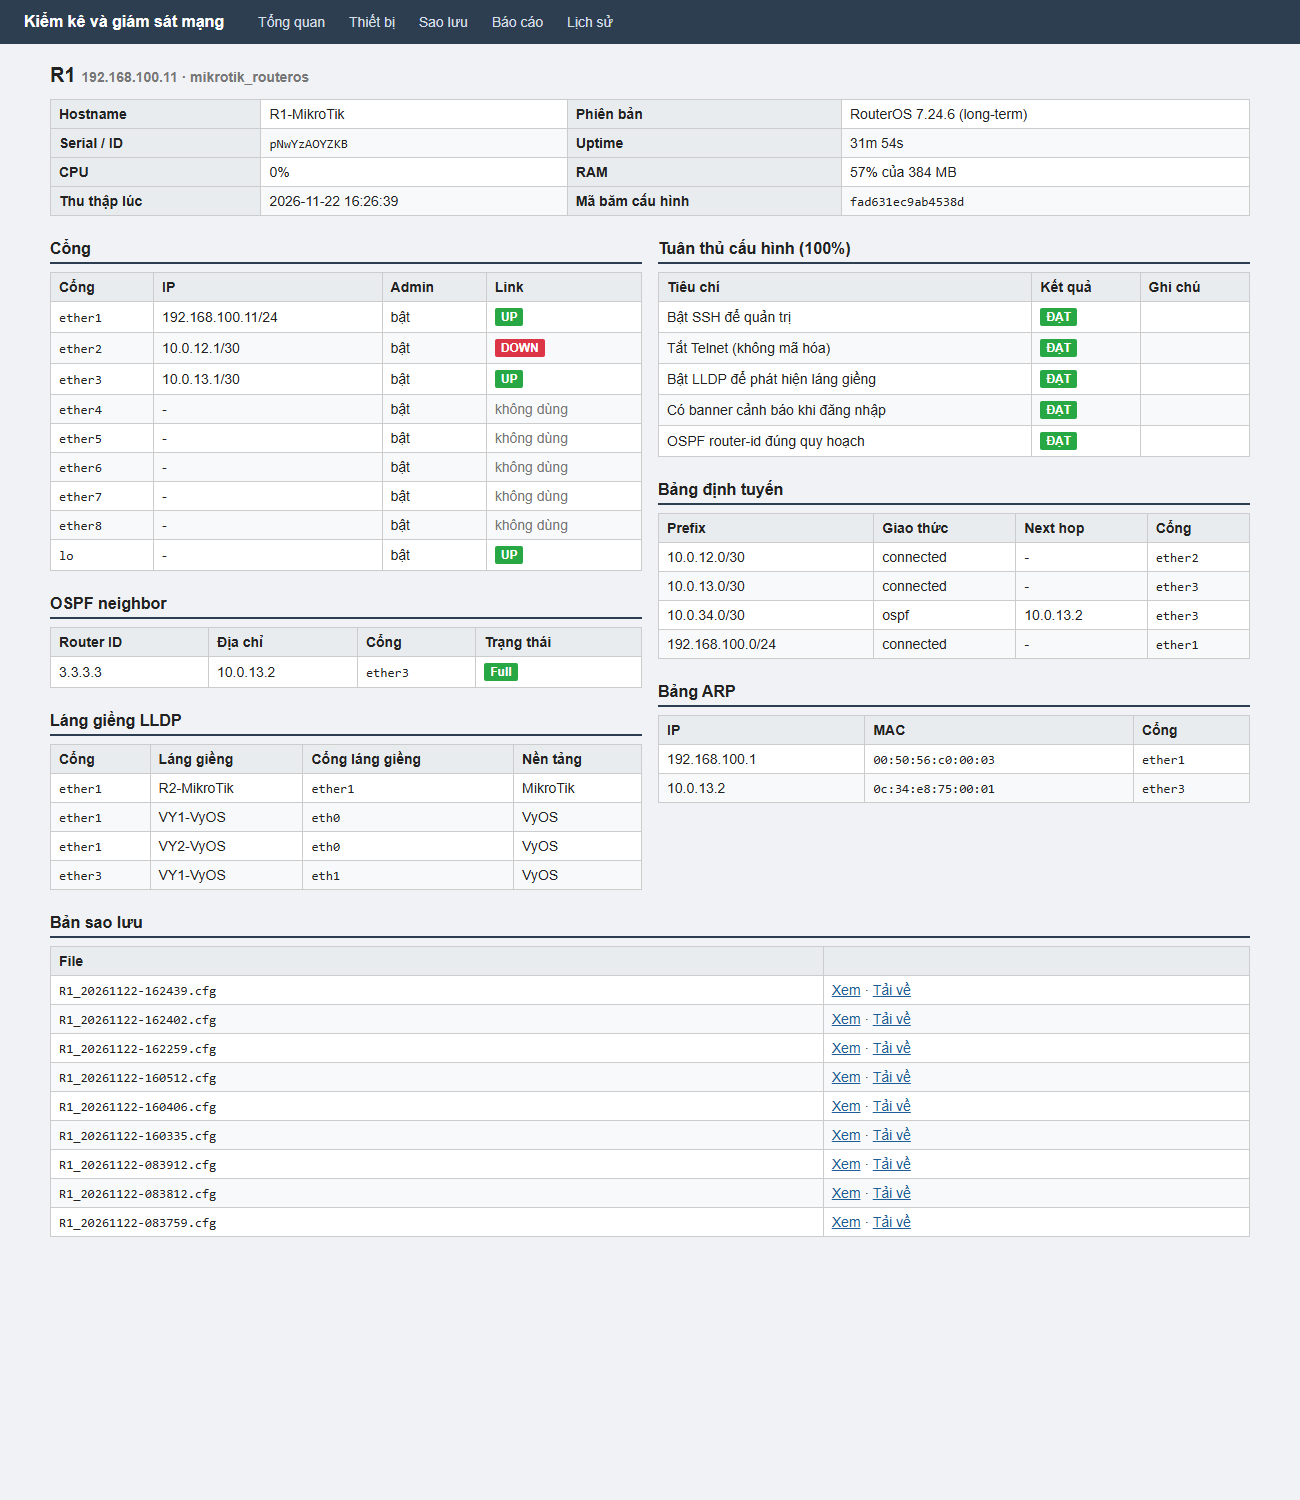 Kiểm kê và giám sát mạng Tổng quan Thiết bị Sao lưu Báo cáo Lịch sử
R1 192.168.100.11 · mikrotik_routeros
Hostname R1-MikroTik Phiên bản RouterOS 7.24.6 (long-term)
Serial / ID pNwYzAOYZKB Uptime 31m 54s
CPU 0% RAM 57% của 384 MB
Thu thập lúc 2026-11-22 16:26:39 Mã băm cấu hình fad631ec9ab4538d
Cổng
Cổng IP Admin Link
ether1 192.168.100.11/24 bật UP
ether2 10.0.12.1/30 bật DOWN
ether3 10.0.13.1/30 bật UP
ether4 - bật không dùng
ether5 - bật không dùng
ether6 - bật không dùng
ether7 - bật không dùng
ether8 - bật không dùng
lo - bật UP
OSPF neighbor
Router ID Địa chỉ Cổng Trạng thái
3.3.3.3 10.0.13.2 ether3 Full
Láng giềng LLDP
Cổng Láng giềng Cổng láng giềng Nền tảng
ether1 R2-MikroTik ether1 MikroTik
ether1 VY1-VyOS eth0 VyOS
ether1 VY2-VyOS eth0 VyOS
ether3 VY1-VyOS eth1 VyOS
Tuân thủ cấu hình (100%)
Tiêu chí Kết quả Ghi chú
Bật SSH để quản trị ĐẠT
Tắt Telnet (không mã hóa) ĐẠT
Bật LLDP để phát hiện láng giềng ĐẠT
Có banner cảnh báo khi đăng nhập ĐẠT
OSPF router-id đúng quy hoạch ĐẠT
Bảng định tuyến
Prefix Giao thức Next hop Cổng
10.0.12.0/30 connected - ether2
10.0.13.0/30 connected - ether3
10.0.34.0/30 ospf 10.0.13.2 ether3
192.168.100.0/24 connected - ether1
Bảng ARP
IP MAC Cổng
192.168.100.1 00:50:56:c0:00:03 ether1
10.0.13.2 0c:34:e8:75:00:01 ether3
Bản sao lưu
File
R1_20261122-162439.cfg Xem · Tải về
R1_20261122-162402.cfg Xem · Tải về
R1_20261122-162259.cfg Xem · Tải về
R1_20261122-160512.cfg Xem · Tải về
R1_20261122-160406.cfg Xem · Tải về
R1_20261122-160335.cfg Xem · Tải về
R1_20261122-083912.cfg Xem · Tải về
R1_20261122-083812.cfg Xem · Tải về
R1_20261122-083759.cfg Xem · Tải về